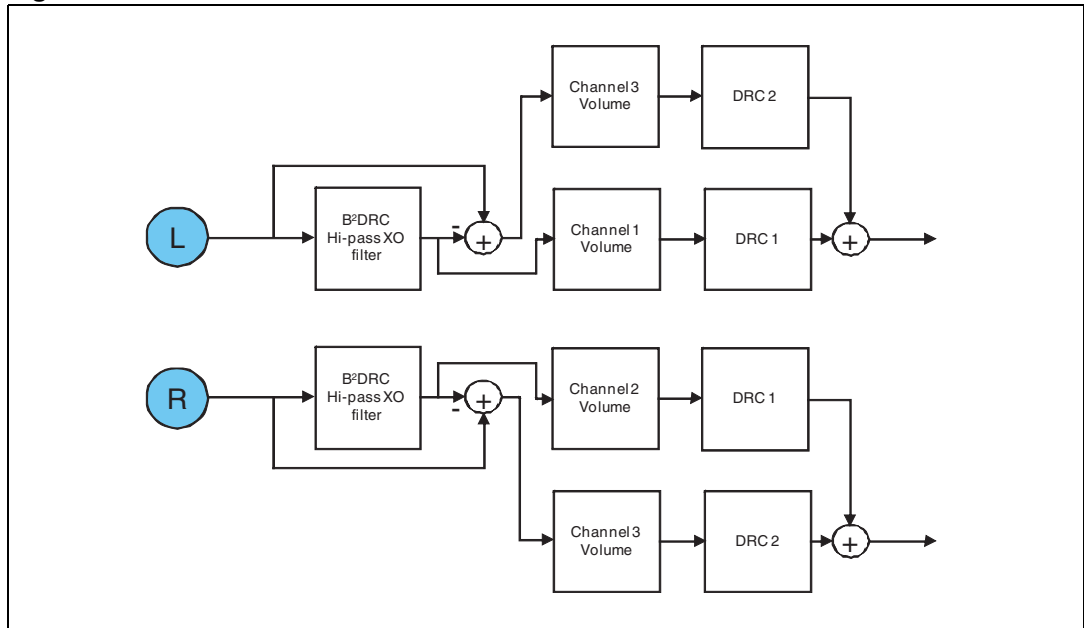 Channel 3
Volume
DRC 2
L
B²DRC
Hi-pass XO
filter
-
+
Channel 1
Volume
DRC 1
+
R
B²DRC
Hi-pass XO
filter
-
+
Channel 2
Volume
DRC 1
Channel 3
Volume
DRC 2
+